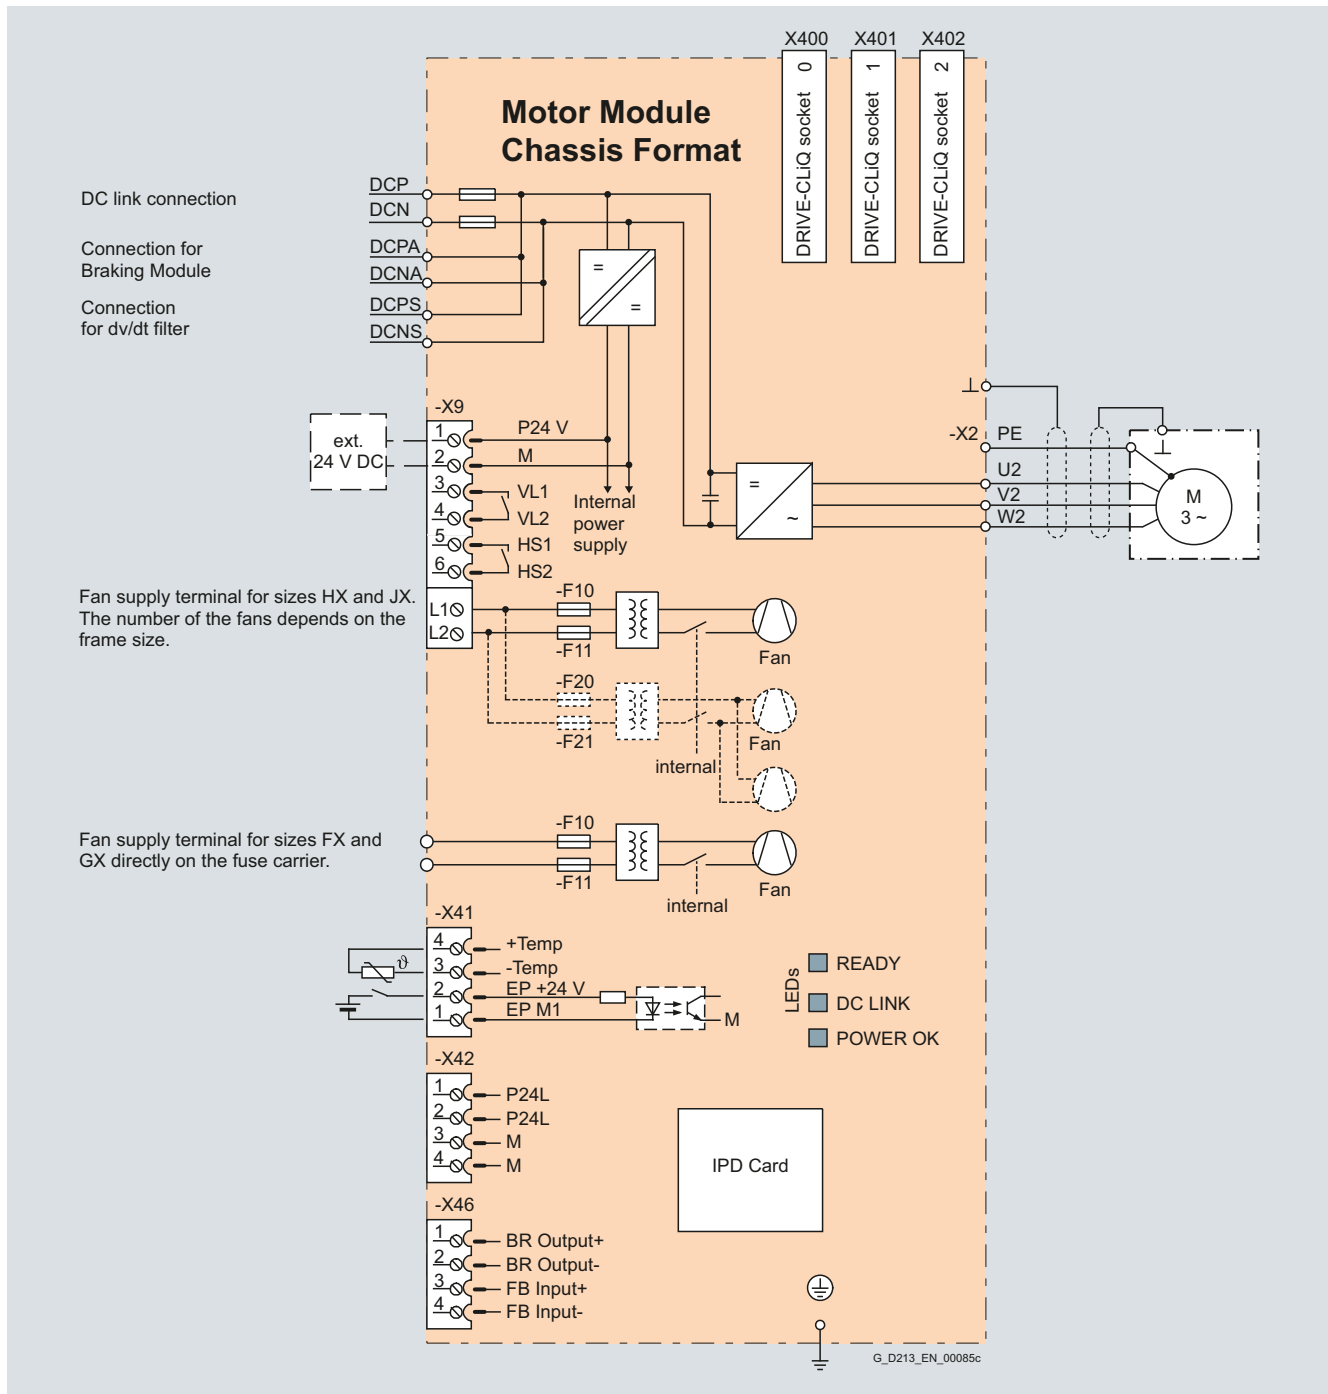 X400 X401 X402
DRIVE-CLiQ socket 0
DRIVE-CLiQ socket 1
DRIVE-CLiQ socket 2
Motor Module
Chassis Format
DC link connection
DCP
DCN
Connection for
Braking Module
DCPA
DCNA
Connection
for dv/dt filter
DCPS
DCNS
=
=
-X9
ext.
24 V DC
1 P24 V
2 M
3 VL1
4 VL2
5 HS1
6 HS2
L1
L2
Internal
power
supply
=
~
-X2 PE
U2
V2
W2
M
3 ~
Fan supply terminal for sizes HX and JX.
The number of the fans depends on the
frame size.
-F10
-F11
Fan
-F20
-F21
Fan
internal
Fan supply terminal for sizes FX and
GX directly on the fuse carrier.
-F10
-F11
Fan
internal
-X41
4 +Temp
3 -Temp
2 EP +24 V
1 EP M1
ϑ
M
LEDs
READY
DC LINK
POWER OK
-X42
1 P24L
2 P24L
3 M
4 M
IPD Card
-X46
1 BR Output+
2 BR Output-
3 FB Input+
4 FB Input-
G_D213_EN_00085c